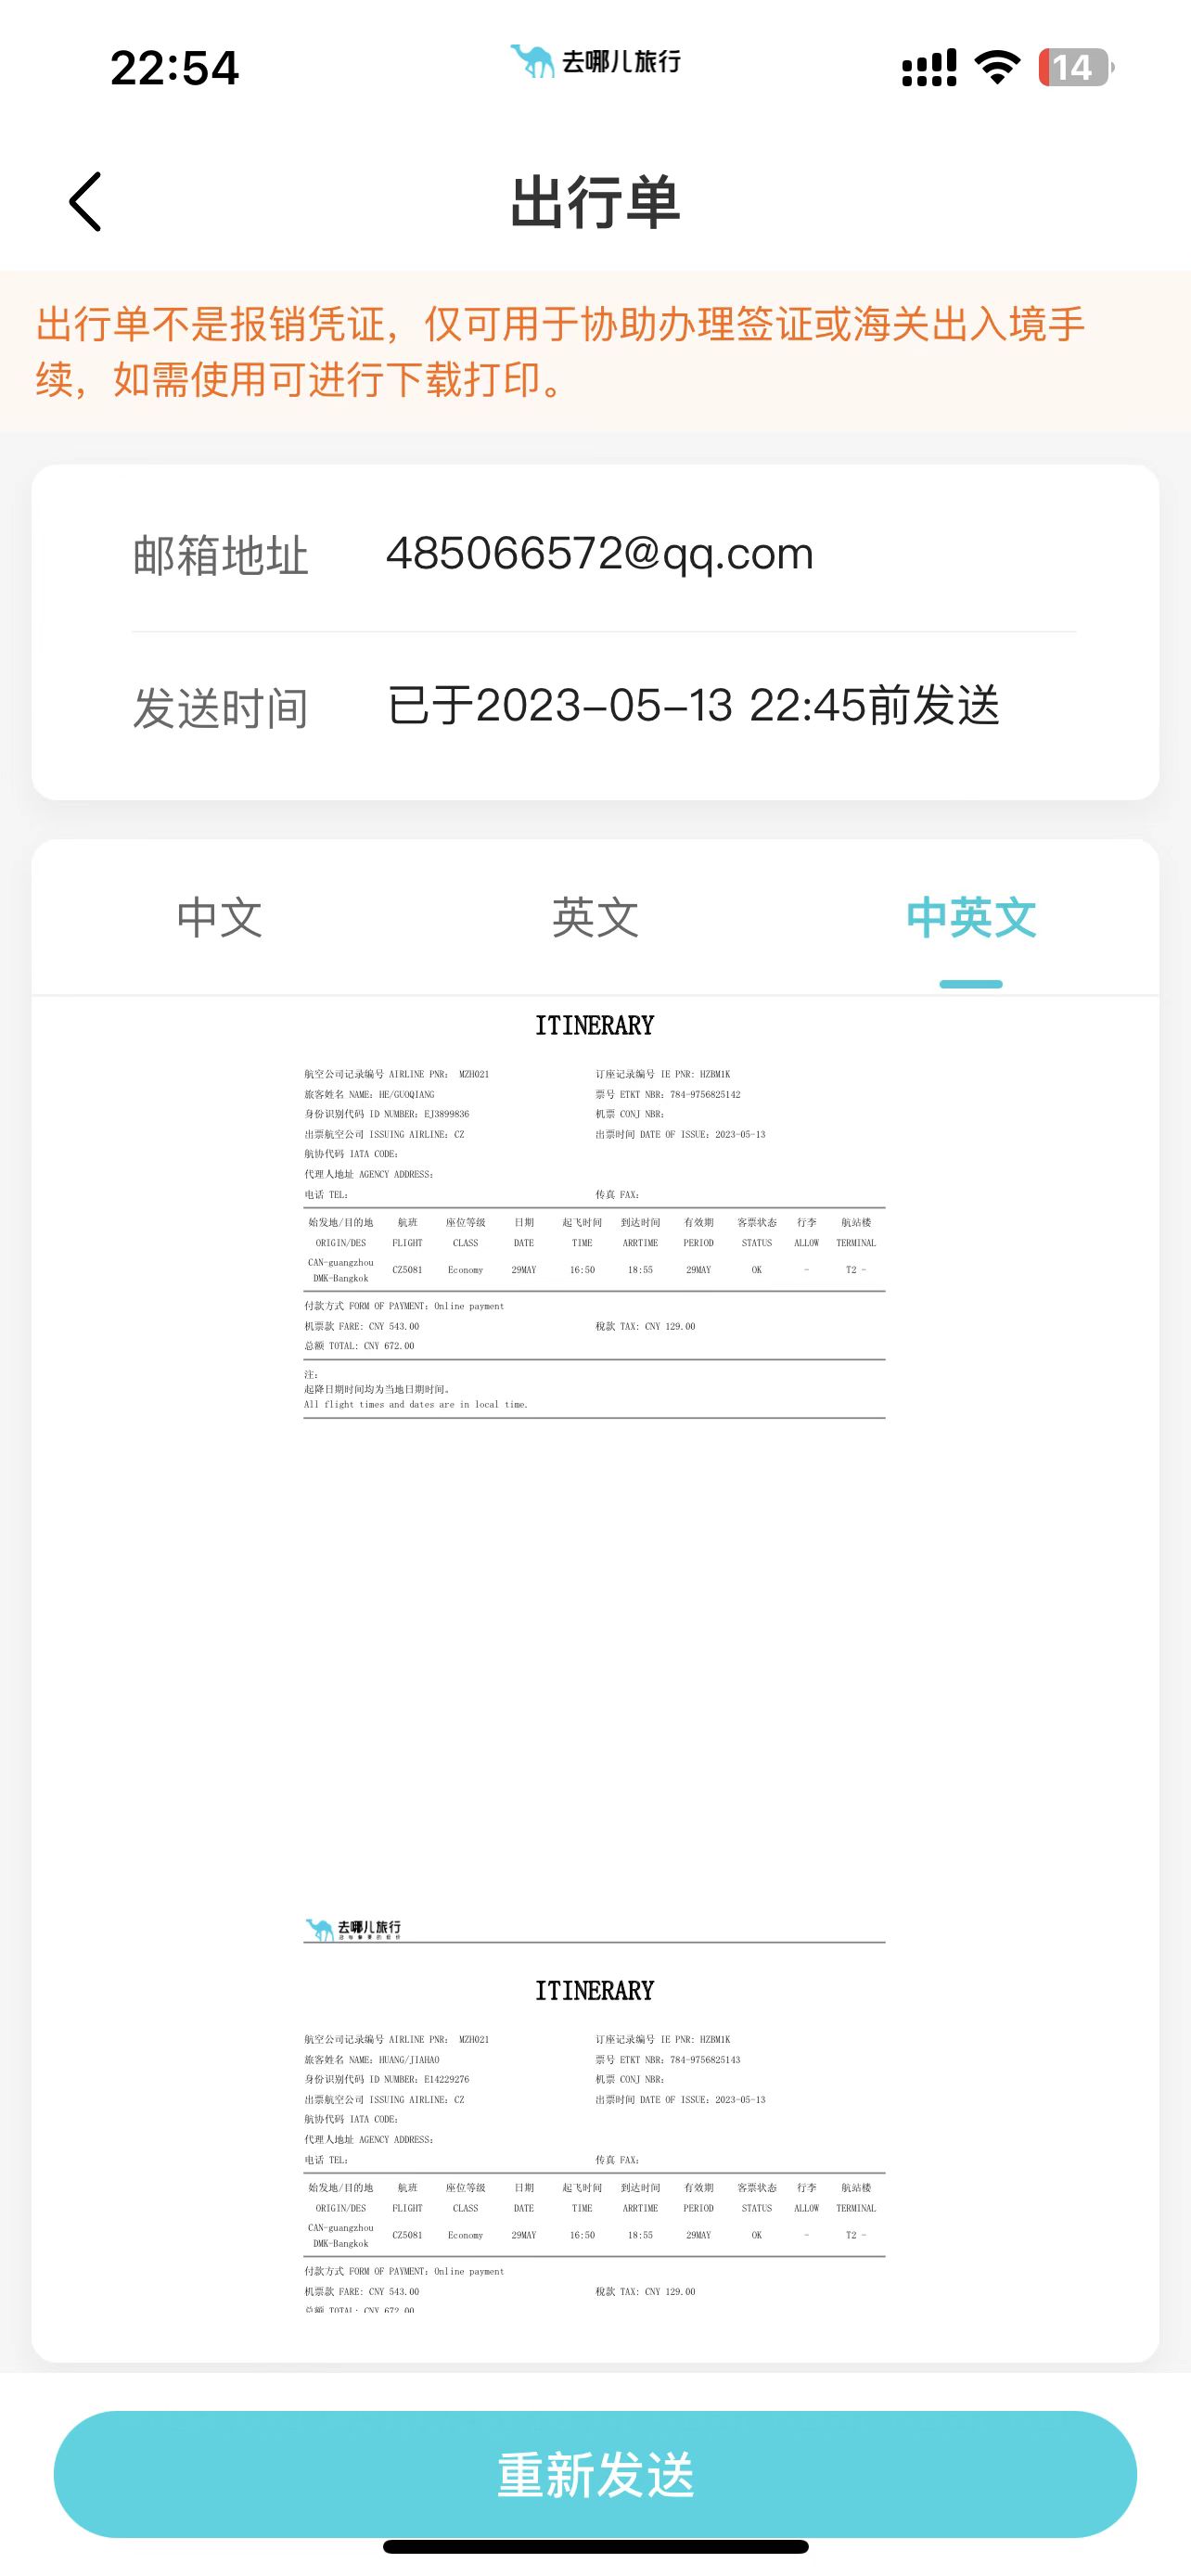 22:54
去哪儿旅行
14
出行单
出行单不是报销凭证，仅可用于协助办理签证或海关出入境手
续，如需使用可进行下载打印。
邮箱地址 485066572@qq.com
发送时间 已于2023-05-13 22:45前发送
中文 英文 中英文
ITINERARY
航空公司记录编号 AIRLINE PNR: MZH021 订座记录编号 IE PNR: HZBM1K
旅客姓名 NAME: HE/GUOQIANG 票号 ETKT NBR: 784-9756825142
身份识别代码 ID NUMBER: EJ3899836 机票 CONJ NBR:
出票航空公司 ISSUING AIRLINE: CZ 出票时间 DATE OF ISSUE: 2023-05-13
航协代码 IATA CODE:
代理人地址 AGENCY ADDRESS:
电话 TEL: 传真 FAX:
始发地/目的地 航班 座位等级 日期 起飞时间 到达时间 有效期 客票状态 行李 航站楼
ORIGIN/DES FLIGHT CLASS DATE TIME ARRTIME PERIOD STATUS ALLOW TERMINAL
CAN-guangzhou
DMK-Bangkok CZ5081 Economy 29MAY 16:50 18:55 29MAY OK - T2 -
付款方式 FORM OF PAYMENT: Online payment
机票款 FARE: CNY 543.00 税款 TAX: CNY 129.00
总额 TOTAL: CNY 672.00
注:
起降日期时间均为当地日期时间。
All flight times and dates are in local time.
去哪儿旅行
ITINERARY
航空公司记录编号 AIRLINE PNR: MZH021 订座记录编号 IE PNR: HZBM1K
旅客姓名 NAME: HUANG/JIAHAO 票号 ETKT NBR: 784-9756825143
身份识别代码 ID NUMBER: E14229276 机票 CONJ NBR:
出票航空公司 ISSUING AIRLINE: CZ 出票时间 DATE OF ISSUE: 2023-05-13
航协代码 IATA CODE:
代理人地址 AGENCY ADDRESS:
电话 TEL: 传真 FAX:
始发地/目的地 航班 座位等级 日期 起飞时间 到达时间 有效期 客票状态 行李 航站楼
ORIGIN/DES FLIGHT CLASS DATE TIME ARRTIME PERIOD STATUS ALLOW TERMINAL
CAN-guangzhou
DMK-Bangkok CZ5081 Economy 29MAY 16:50 18:55 29MAY OK - T2 -
付款方式 FORM OF PAYMENT: Online payment
机票款 FARE: CNY 543.00 税款 TAX: CNY 129.00
总额 TOTAL: CNY 672.00
重新发送